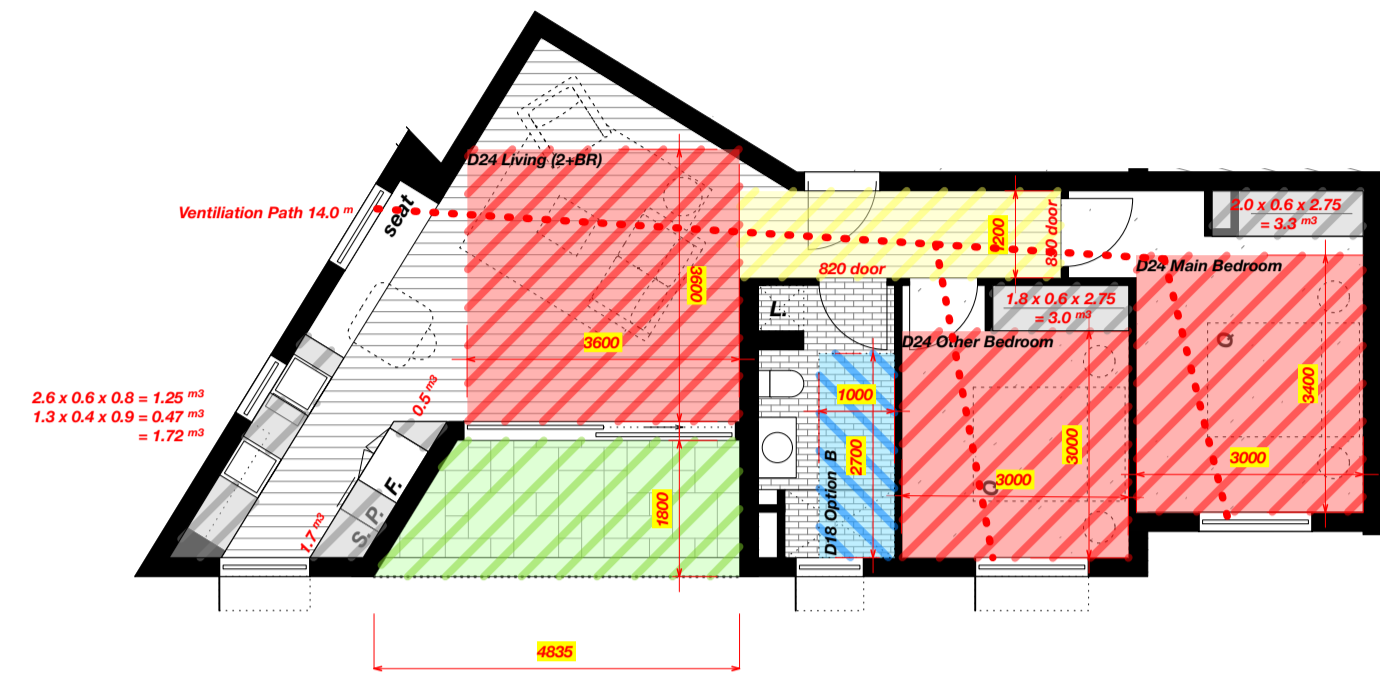 D24 Living (2+BR)
Ventiliation Path 14.0 m
seat
3600
3600
1200
820 door
820 door
2.0 x 0.6 x 2.75
= 3.3 m3
D24 Main Bedroom
1.8 x 0.6 x 2.75
= 3.0 m3
L.
D24 Other Bedroom
Q
3400
3000
2.6 x 0.6 x 0.8 = 1.25 m3
1.3 x 0.4 x 0.9 = 0.47 m3
= 1.72 m3
0.5 m3
1000
2700
D18 Option B
3000
3000
Q
F.
P.
S.
1.7 m3
1800
4835